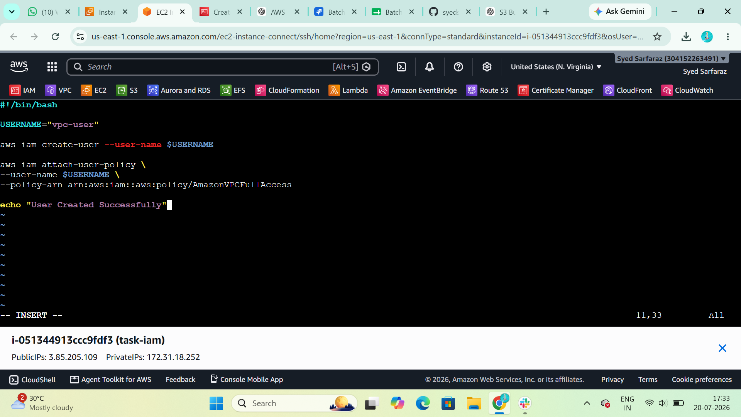 (10)
Instan
EC2 I
Creat
AWS
Batch
Batch
syed
S3 B
Ask Gemini
us-east-1.console.aws.amazon.com/ec2-instance-connect/ssh/home?region=us-east-1&connType=standard&instanceId=i-051344913ccc9fdf3&osUser=...
aws
Search [Alt+S]
United States (N. Virginia) ▼
Syed Sarfaraz (304152263491) ▼
Syed Sarfaraz
IAM VPC EC2 S3 Aurora and RDS EFS CloudFormation Lambda Amazon EventBridge Route 53 Certificate Manager CloudFront CloudWatch
#!/bin/bash
USERNAME="vpc-user"
aws iam create-user --user-name $USERNAME
aws iam attach-user-policy \
--user-name $USERNAME \
--policy-arn arn:aws:iam::aws:policy/AmazonVPCFullAccess
echo "User Created Successfully"
~
~
~
~
~
~
~
~
~
~
-- INSERT -- 11,33 All
i-051344913ccc9fdf3 (task-iam)
PublicIPs: 3.85.205.109 PrivateIPs: 172.31.18.252
CloudShell Agent Toolkit for AWS Feedback Console Mobile App © 2026, Amazon Web Services, Inc. or its affiliates. Privacy Terms Cookie preferences
30°C
Mostly cloudy
Search
ENG
IN
17:33
20-07-2026